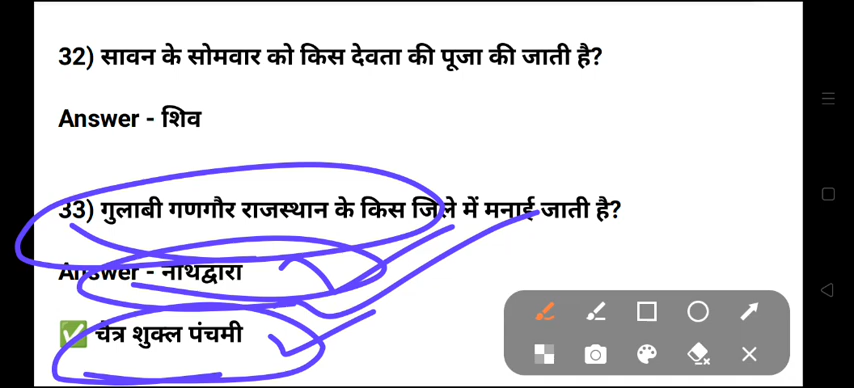 32) सावन के सोमवार को किस देवता की पूजा की जाती है?
Answer - शिव
33) गुलाबी गणगौर राजस्थान के किस जिले में मनाई जाती है?
Answer - नाथद्वारा
✅ चैत्र शुक्ल पंचमी